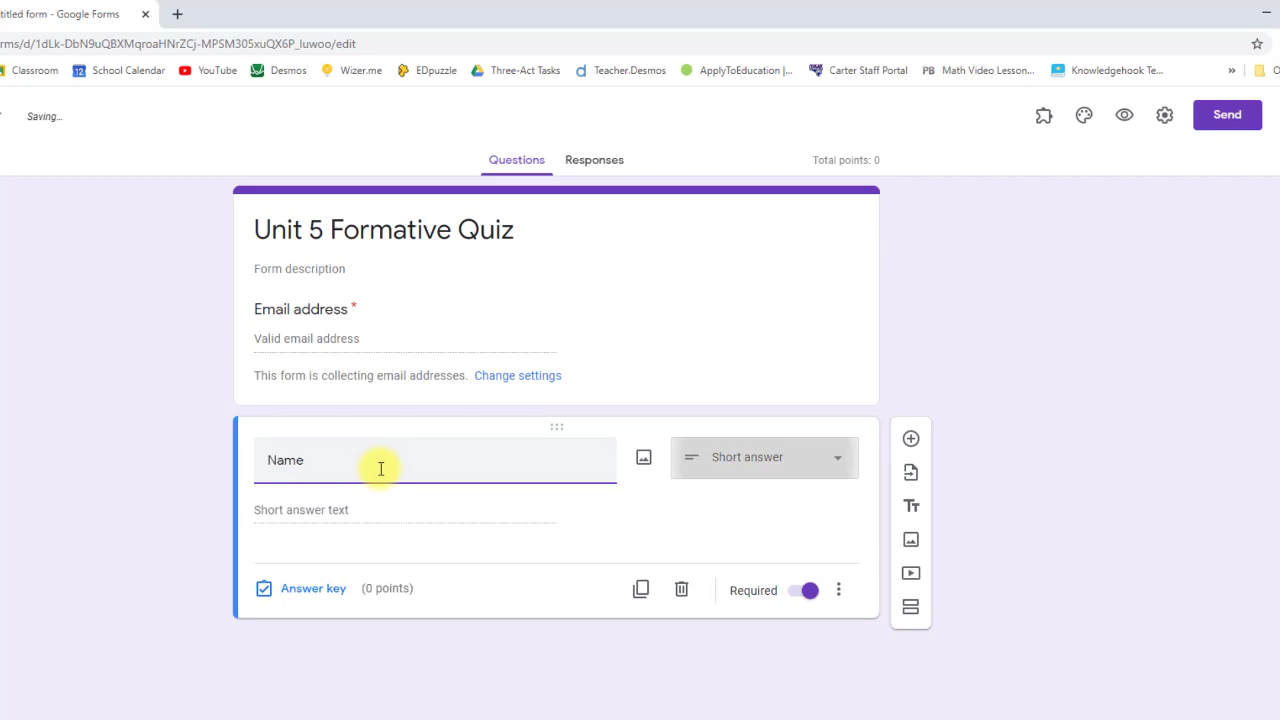 titled form - Google Forms
rms/d/1dLk-DbN9uQBXMqroaHNrZCj-MPSM305xuQX6P_luwoo/edit
Classroom 12 School Calendar YouTube Desmos Wizer.me EDpuzzle Three-Act Tasks Teacher.Desmos ApplyToEducation |... Carter Staff Portal PB Math Video Lesson... Knowledgehook Te... » O
Saving...
Send
Questions Responses Total points: 0
Unit 5 Formative Quiz
Form description
Email address *
Valid email address
This form is collecting email addresses. Change settings
Name Short answer
Short answer text
Answer key (0 points) Required